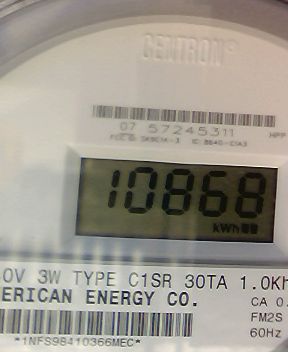 CENTRON®
07 57245311
10868
kWh
0V 3W TYPE C1SR 30TA 1.0Kh
ERICAN ENERGY CO.
CA 0.
FM2S
60Hz
*1NFS98410366MEC*